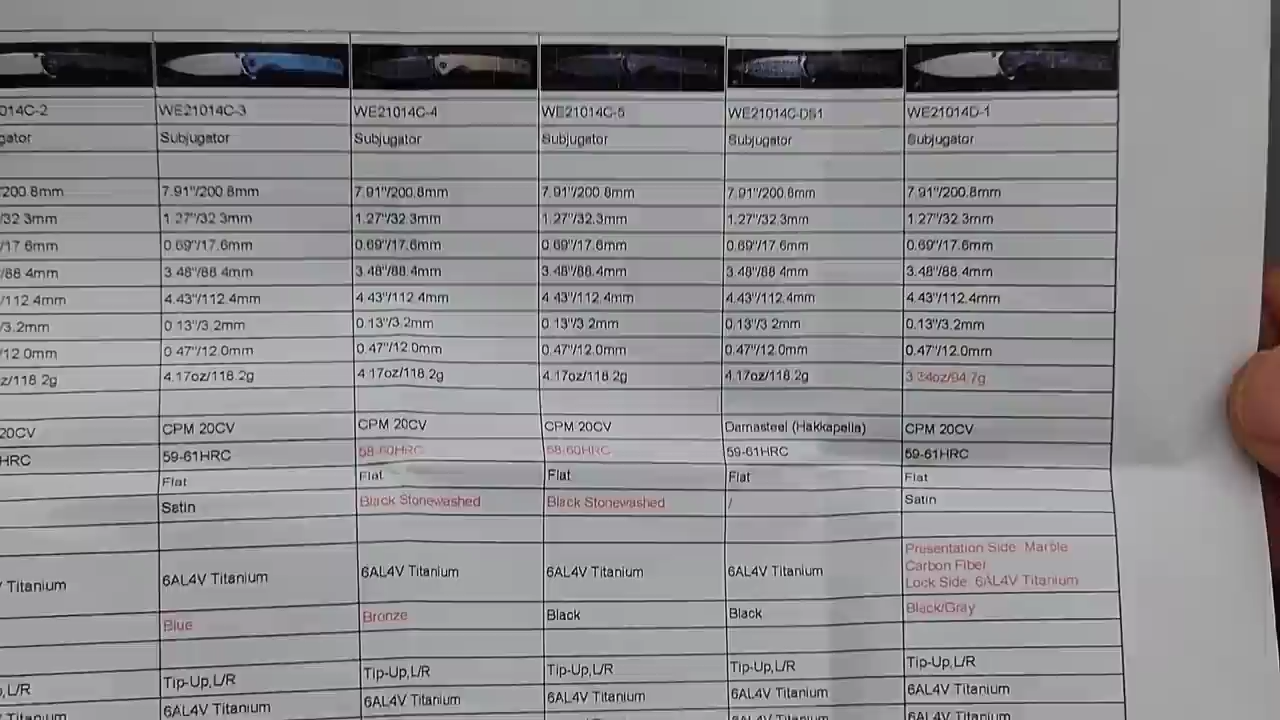 014C-2 WE21014C-3 WE21014C-4 WE21014C-5 WE21014C-DS1 WE21014D-1
gator Subjugator Subjugator Subjugator Subjugator Subjugator
200.8mm 7.91"/200.8mm 7.91"/200.8mm 7.91"/200.8mm 7.91"/200.8mm 7.91"/200.8mm
/32.3mm 1.27"/32.3mm 1.27"/32.3mm 1.27"/32.3mm 1.27"/32.3mm 1.27"/32.3mm
/17.6mm 0.69"/17.6mm 0.69"/17.6mm 0.69"/17.6mm 0.69"/17.6mm 0.69"/17.6mm
/88.4mm 3.48"/88.4mm 3.48"/88.4mm 3.48"/88.4mm 3.48"/88.4mm 3.48"/88.4mm
/112.4mm 4.43"/112.4mm 4.43"/112.4mm 4.43"/112.4mm 4.43"/112.4mm 4.43"/112.4mm
/3.2mm 0.13"/3.2mm 0.13"/3.2mm 0.13"/3.2mm 0.13"/3.2mm 0.13"/3.2mm
/12.0mm 0.47"/12.0mm 0.47"/12.0mm 0.47"/12.0mm 0.47"/12.0mm 0.47"/12.0mm
z/118.2g 4.17oz/118.2g 4.17oz/118.2g 4.17oz/118.2g 4.17oz/118.2g 3.34oz/94.7g
20CV CPM 20CV CPM 20CV CPM 20CV Damasteel (Hakkapella) CPM 20CV
HRC 59-61HRC 58-60HRC 58-60HRC 59-61HRC 59-61HRC
Flat Flat Flat Flat Flat
Satin Black Stonewashed Black Stonewashed / Satin
Titanium 6AL4V Titanium 6AL4V Titanium 6AL4V Titanium 6AL4V Titanium Presentation Side: Marble
Carbon Fiber
Lock Side: 6AL4V Titanium
Blue Bronze Black Black Black/Gray
,L/R Tip-Up,L/R Tip-Up,L/R Tip-Up,L/R Tip-Up,L/R Tip-Up,L/R
Titanium 6AL4V Titanium 6AL4V Titanium 6AL4V Titanium 6AL4V Titanium 6AL4V Titanium